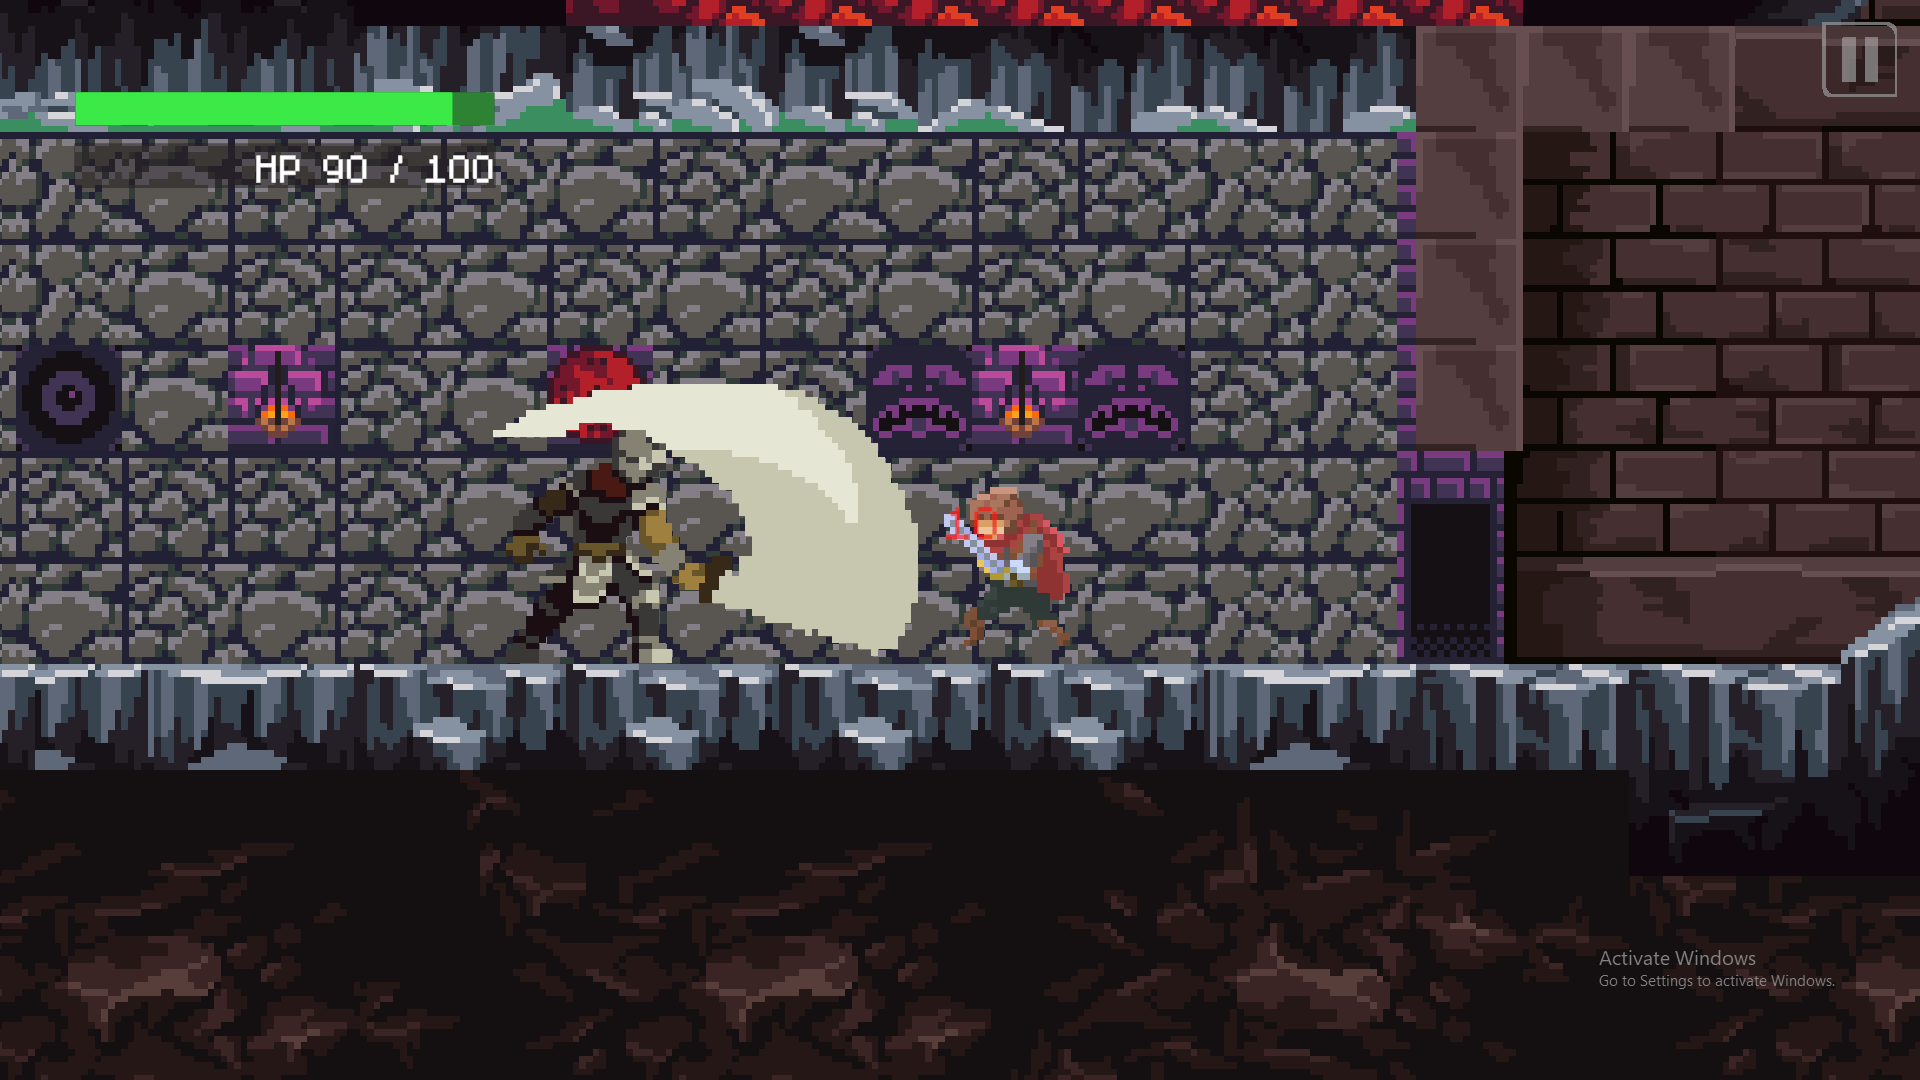 HP 90 / 100
Activate Windows
Go to Settings to activate Windows.